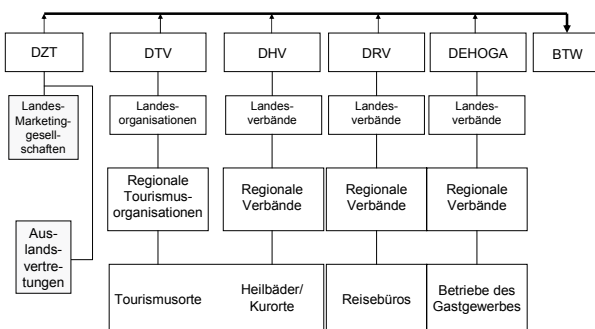 DZT
DTV
DHV
DRV
DEHOGA
BTW
Landes-
Marketing-
gesell-
schaften
Landes-
organisationen
Landes-
verbände
Landes-
verbände
Landes-
verbände
Regionale
Tourismus-
organisationen
Regionale
Verbände
Regionale
Verbände
Regionale
Verbände
Aus-
lands-
vertre-
tungen
Tourismusorte
Heilbäder/
Kurorte
Reisebüros
Betriebe des
Gastgewerbes